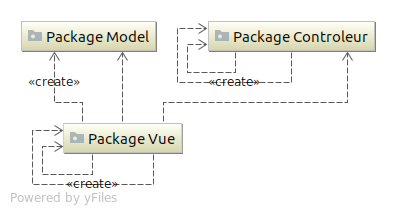 Package Model
Package Controleur
«create»
«create»
Package Vue
«create»
Powered by yFiles